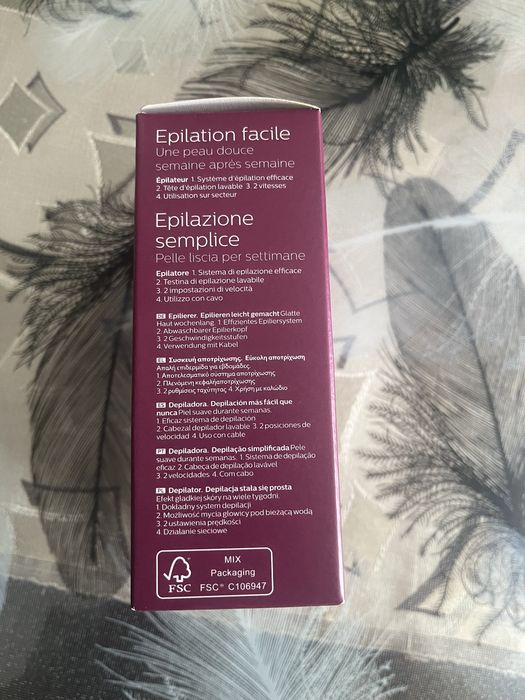 Epilation facile
Une peau douce
semaine après semaine
Épilateur 1. Système d'épilation efficace
2. Tête d'épilation lavable 3. 2 vitesses
4. Utilisation sur secteur
Epilazione
semplice
Pelle liscia per settimane
Epilatore 1. Sistema di epilazione efficace
2. Testina di epilazione lavabile
3. 2 impostazioni di velocità
4. Utilizzo con cavo
DE Epilierer. Epilieren leicht gemacht Glatte
Haut wochenlang. 1. Effizientes Epiliersystem
2. Abwaschbarer Epilierkopf
3. 2 Geschwindigkeitsstufen
4. Verwendung mit Kabel
EL Συσκευή αποτρίχωσης. Εύκολη αποτρίχωση
Απαλή επιδερμίδα για εβδομάδες.
1. Αποτελεσματικό σύστημα αποτρίχωσης
2. Πλενόμενη κεφαλή αποτρίχωσης
3. 2 ρυθμίσεις ταχύτητας 4. Χρήση με καλώδιο
ES Depiladora. Depilación más fácil que
nunca Piel suave durante semanas.
1. Eficaz sistema de depilación
2. Cabezal depilador lavable 3. 2 posiciones de
velocidad 4. Uso con cable
PT Depiladora. Depilação simplificada Pele
suave durante semanas. 1. Sistema de depilação
eficaz 2. Cabeça de depilação lavável
3. 2 velocidades 4. Com cabo
PL Depilator. Depilacja stała się prosta
Efekt gładkiej skóry na wiele tygodni.
1. Dokładny system depilacji
2. Możliwość mycia głowicy pod bieżącą wodą
3. 2 ustawienia prędkości
4. Działanie sieciowe
MIX
Packaging
FSC® C106947
FSC